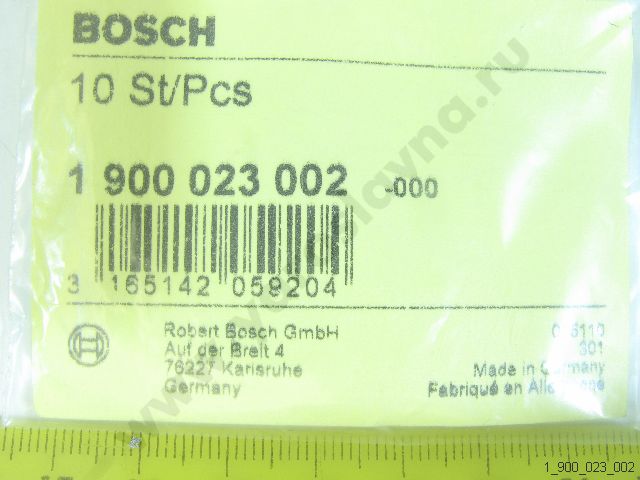 BOSCH
10 St/Pcs
1 900 023 002 -000
3 165142 059204
Robert Bosch GmbH
Auf der Breit 4
76227 Karlsruhe
Germany
301
Made in Germany
Fabriqué en Allemagne
1_900_023_002